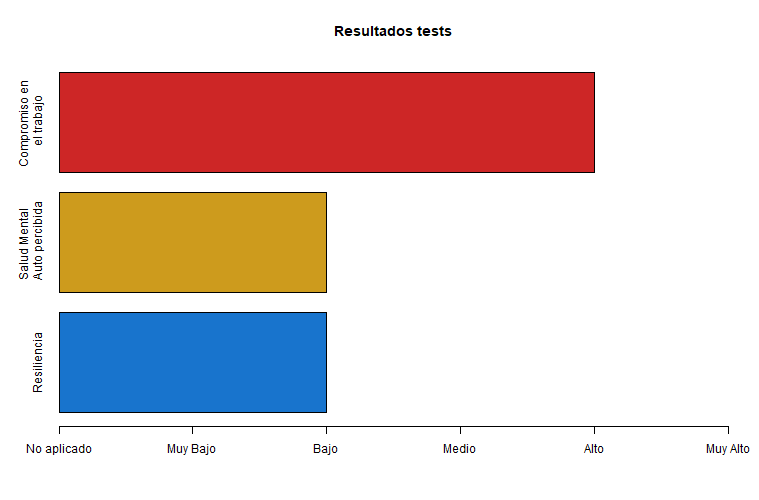 Resultados tests
Compromiso en
el trabajo
Salud Mental
Auto percibida
Resiliencia
No aplicado
Muy Bajo
Bajo
Medio
Alto
Muy Alto